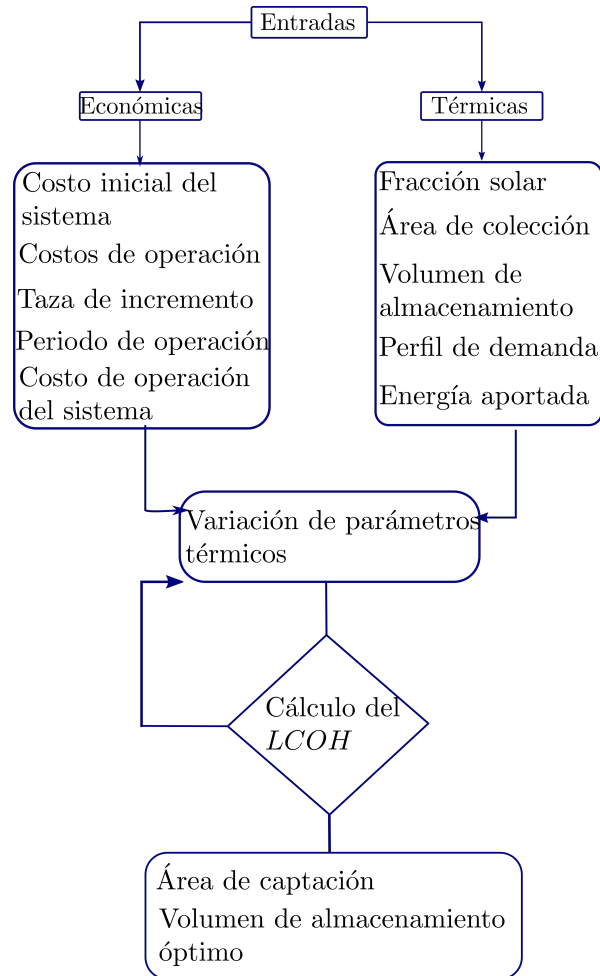 Entradas
Económicas
Térmicas
Costo inicial del
sistema
Costos de operación
Taza de incremento
Periodo de operación
Costo de operación
del sistema
Fracción solar
Área de colección
Volumen de
almacenamiento
Perfil de demanda
Energía aportada
Variación de parámetros
térmicos
Cálculo del
LCOH
Área de captación
Volumen de almacenamiento
óptimo